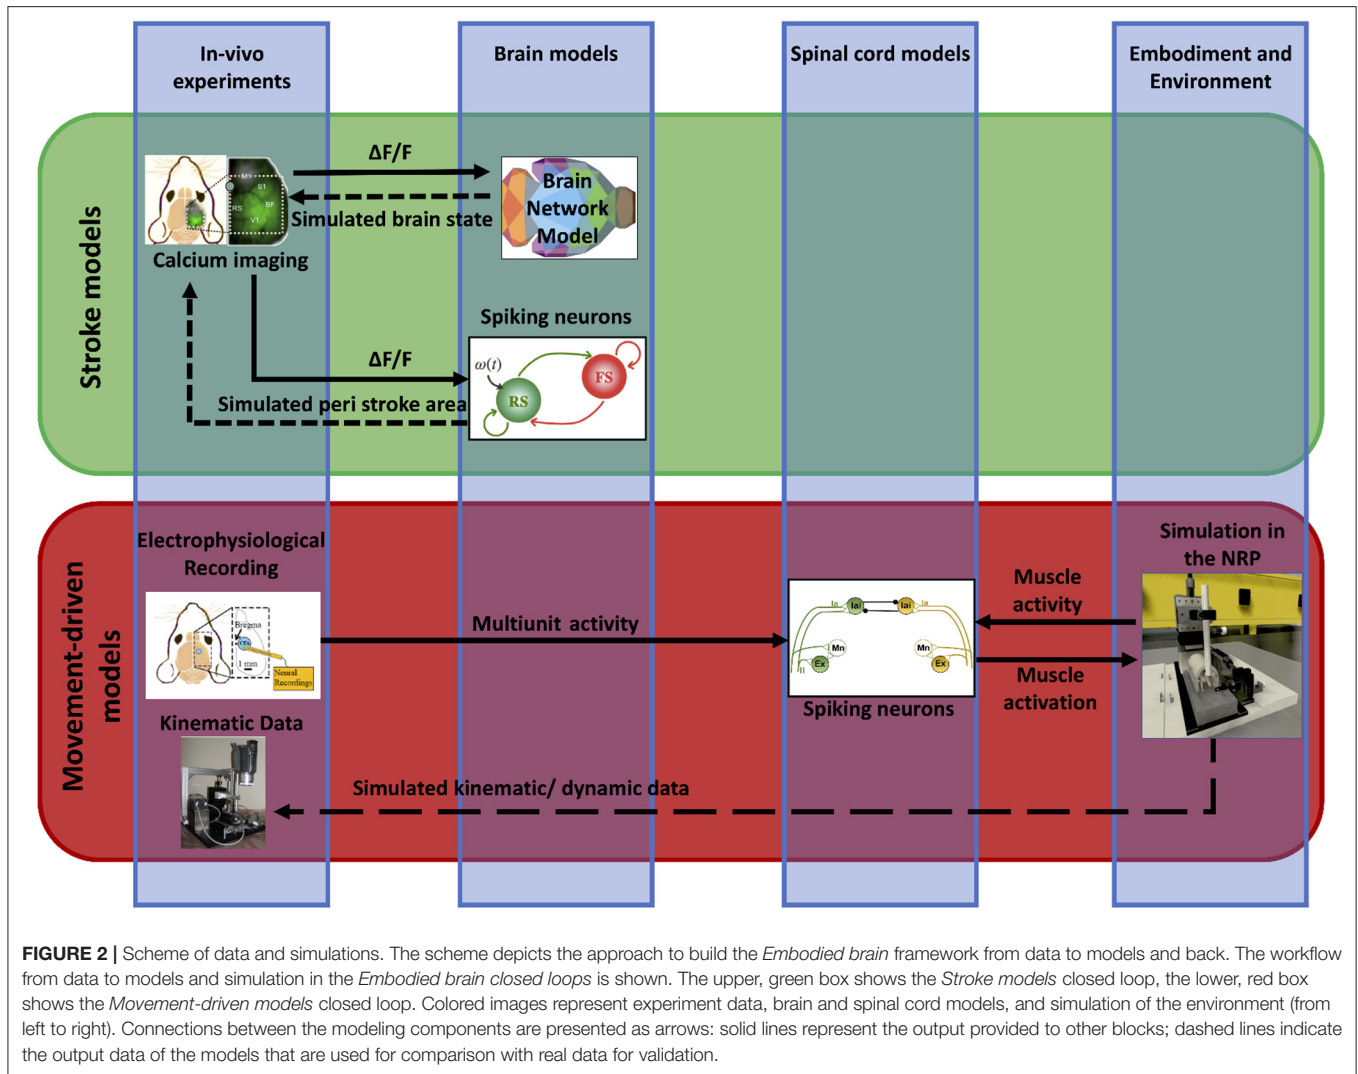 In-vivo
experiments
Brain models
Spinal cord models
Embodiment and
Environment
Stroke models
M1
S1
RS
BF
V1
Calcium imaging
ΔF/F
Simulated brain state
Brain
Network
Model
Spiking neurons
ΔF/F
Simulated peri stroke area
ω(t)
RS
FS
Movement-driven
models
Electrophysiological
Recording
Bregma
CFA
1 mm
Neural
Recordings
Kinematic Data
Multiunit activity
Ia
Iai
Iai
Ia
Mn
Mn
Ex
Ex
II
Spiking neurons
Muscle
activity
Muscle
activation
Simulation in
the NRP
Simulated kinematic/ dynamic data
FIGURE 2 | Scheme of data and simulations. The scheme depicts the approach to build the Embodied brain framework from data to models and back. The workflow
from data to models and simulation in the Embodied brain closed loops is shown. The upper, green box shows the Stroke models closed loop, the lower, red box
shows the Movement-driven models closed loop. Colored images represent experiment data, brain and spinal cord models, and simulation of the environment (from
left to right). Connections between the modeling components are presented as arrows: solid lines represent the output provided to other blocks; dashed lines indicate
the output data of the models that are used for comparison with real data for validation.